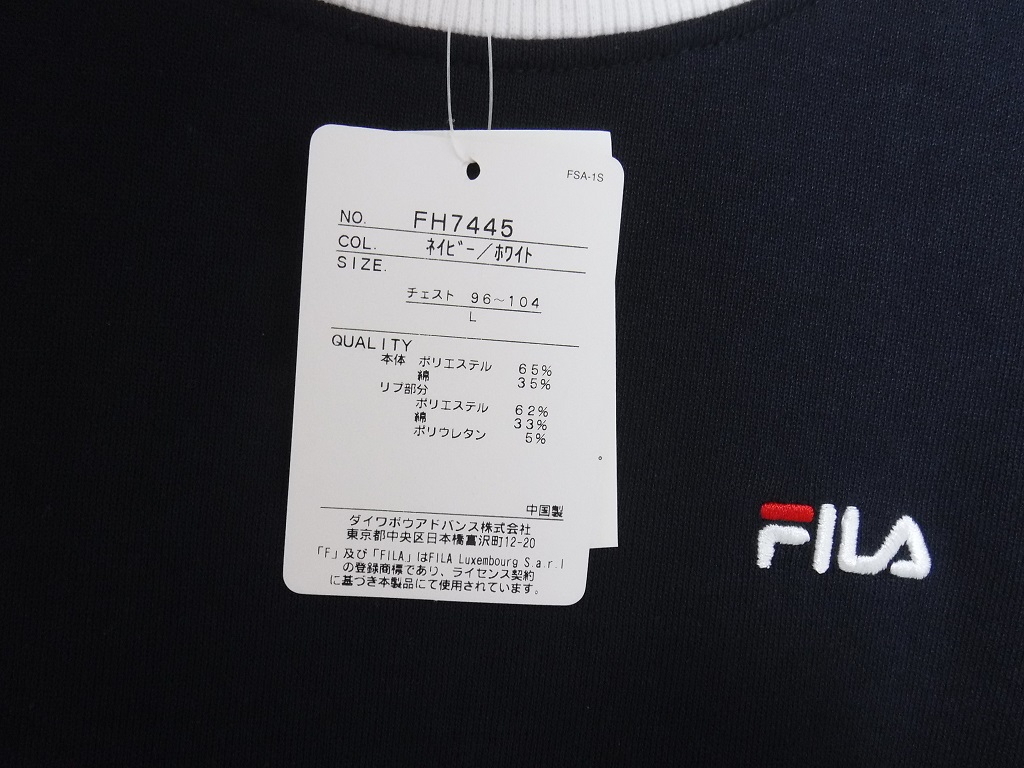 FSA-1S
NO. FH7445
COL. ネイビー／ホワイト
SIZE.
チェスト 96～104
L
QUALITY
本体 ポリエステル 65%
綿 35%
リブ部分
ポリエステル 62%
綿 33%
ポリウレタン 5%
中国製
ダイワボウアドバンス株式会社
東京都中央区日本橋富沢町12-20
「F」及び「FILA」はFILA Luxembourg S.a.r.l
の登録商標であり、ライセンス契約
に基づき本製品にて使用されています。
FILA